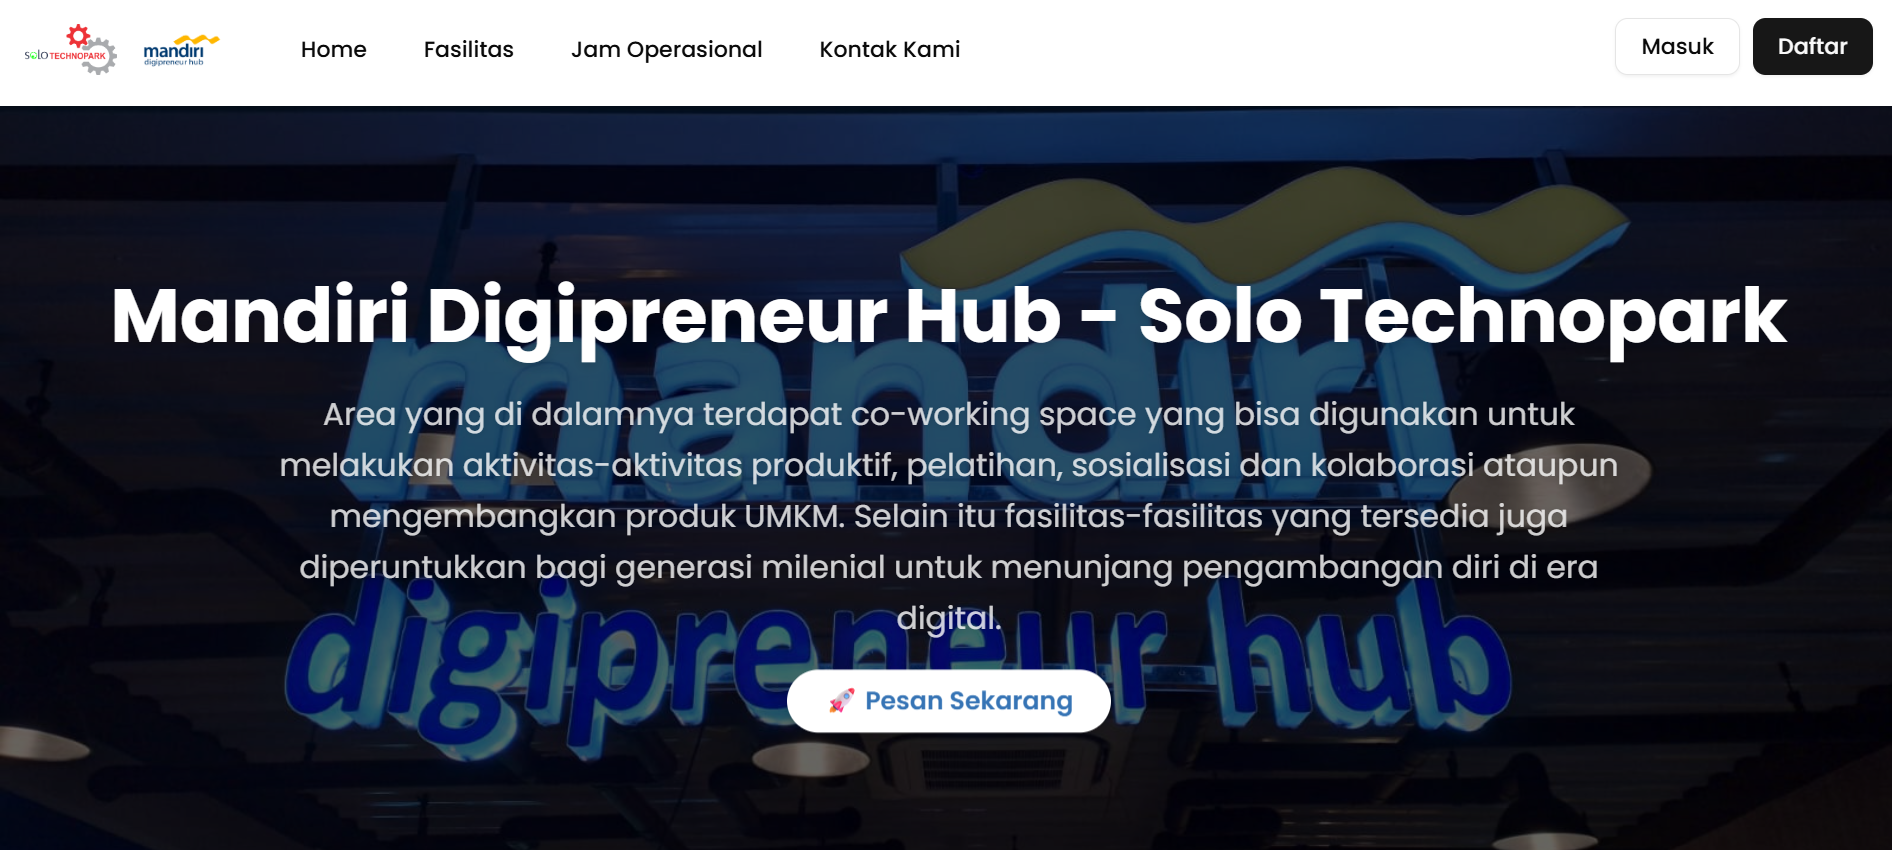 solo TECHNOPARK
mandiri
digipreneur hub
Home
Fasilitas
Jam Operasional
Kontak Kami
Masuk
Daftar
Mandiri Digipreneur Hub - Solo Technopark
Area yang di dalamnya terdapat co-working space yang bisa digunakan untuk
melakukan aktivitas-aktivitas produktif, pelatihan, sosialisasi dan kolaborasi ataupun
mengembangkan produk UMKM. Selain itu fasilitas-fasilitas yang tersedia juga
diperuntukkan bagi generasi milenial untuk menunjang pengambangan diri di era
digital.
🚀 Pesan Sekarang
mandiri
digipreneur hub